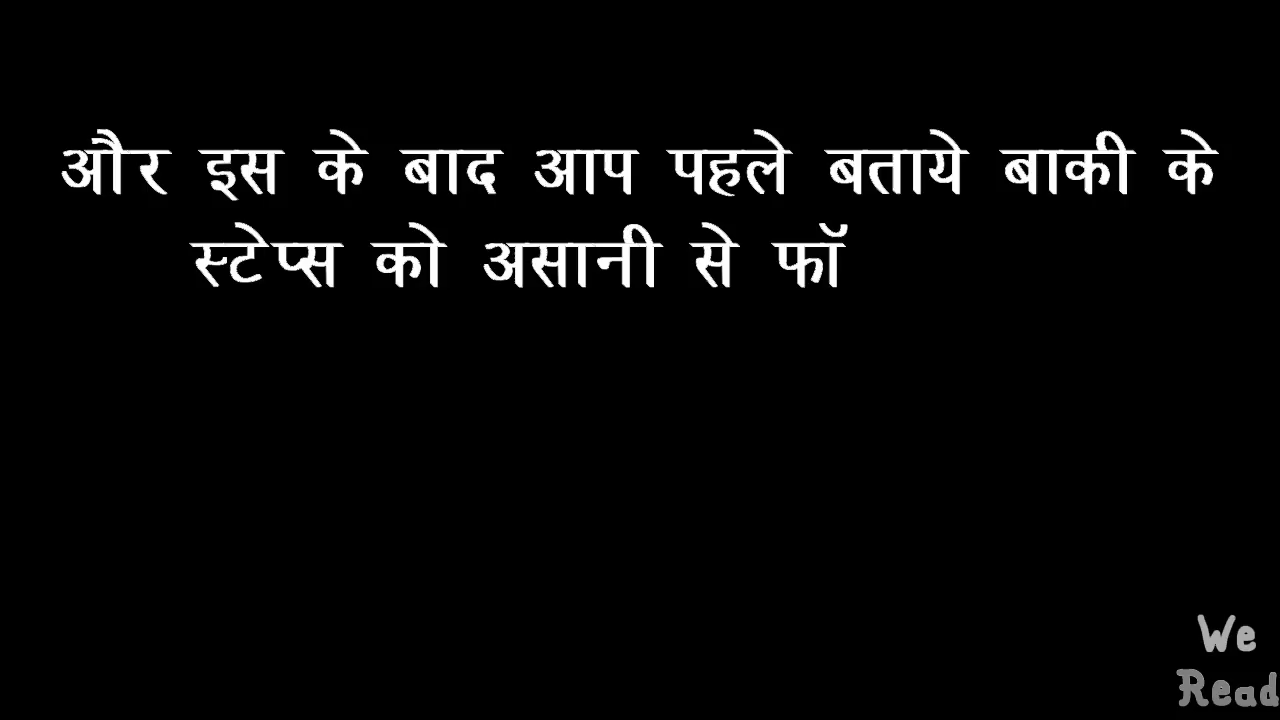 और इस के बाद आप पहले बताये बाकी के
स्टेप्स को असानी से फॉ
We
Read